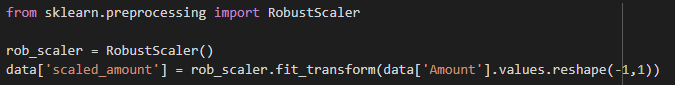 from sklearn.preprocessing import RobustScaler
rob_scaler = RobustScaler()
data['scaled_amount'] = rob_scaler.fit_transform(data['Amount'].values.reshape(-1,1))